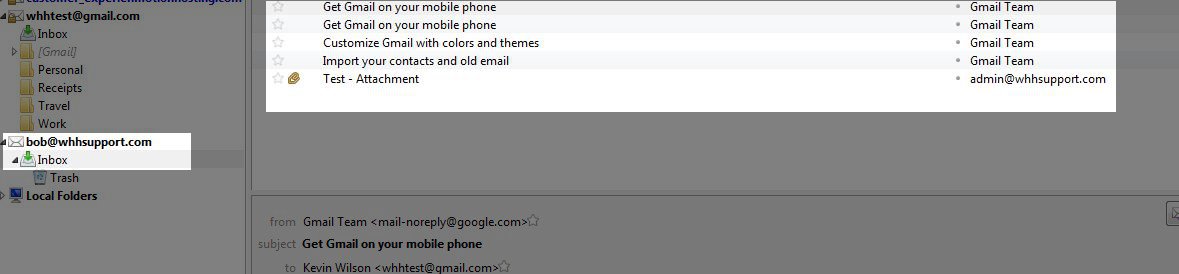 whhtest@gmail.com
Inbox
[Gmail]
Personal
Receipts
Travel
Work
bob@whhsupport.com
Inbox
Trash
Local Folders
Get Gmail on your mobile phone Gmail Team
Get Gmail on your mobile phone Gmail Team
Customize Gmail with colors and themes Gmail Team
Import your contacts and old email Gmail Team
Test - Attachment admin@whhsupport.com
from Gmail Team <mail-noreply@google.com>
subject Get Gmail on your mobile phone
to Kevin Wilson <whhtest@gmail.com>